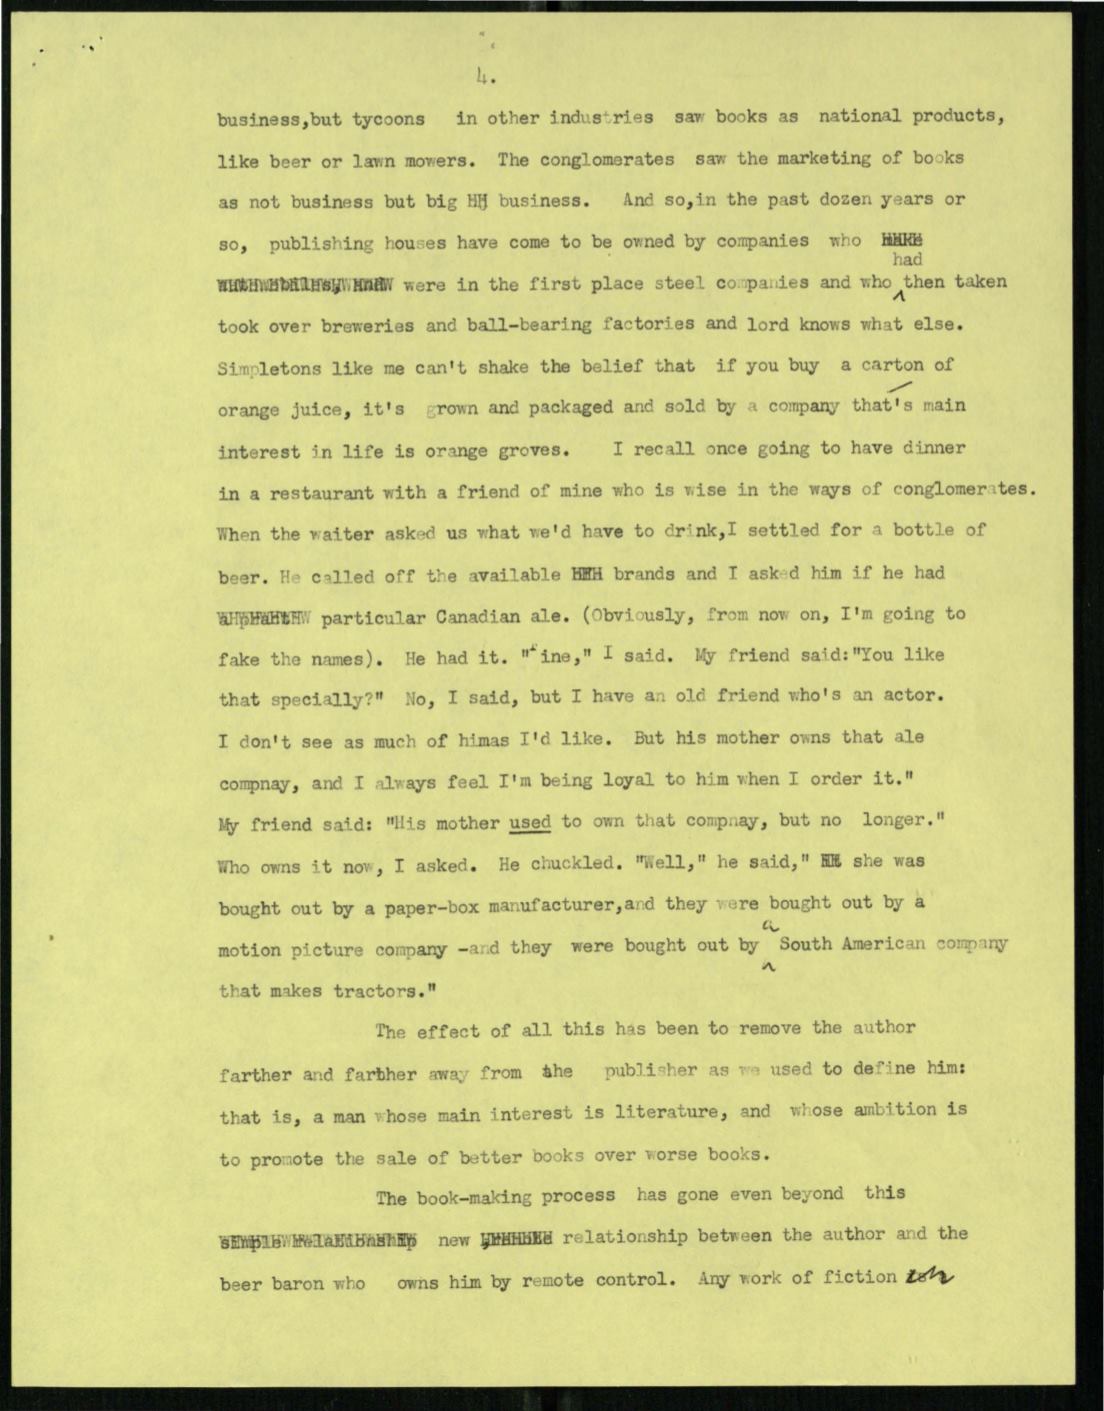 4.
business,but tycoons in other industries saw books as national products,
like beer or lawn mowers. The conglomerates saw the marketing of books
as not business but big business. And so,in the past dozen years or
so, publishing houses have come to be owned by companies who
had
were in the first place steel companies and who then taken
took over breweries and ball-bearing factories and lord knows what else.
Simpletons like me can't shake the belief that if you buy a carton of
orange juice, it's grown and packaged and sold by a company that's main
interest in life is orange groves. I recall once going to have dinner
in a restaurant with a friend of mine who is wise in the ways of conglomerates.
When the waiter asked us what we'd have to drink,I settled for a bottle of
beer. He called off the available brands and I asked him if he had
particular Canadian ale. (Obviously, from now on, I'm going to
fake the names). He had it. "Fine," I said. My friend said:"You like
that specially?" No, I said, but I have an old friend who's an actor.
I don't see as much of himas I'd like. But his mother owns that ale
compnay, and I always feel I'm being loyal to him when I order it."
My friend said: "His mother used to own that compnay, but no longer."
Who owns it now, I asked. He chuckled. "Well," he said," she was
bought out by a paper-box manufacturer,and they were bought out by a
a
motion picture company -and they were bought out by South American company
that makes tractors."
The effect of all this has been to remove the author
farther and farther away from the publisher as we used to define him:
that is, a man whose main interest is literature, and whose ambition is
to promote the sale of better books over worse books.
The book-making process has gone even beyond this
simple relationship new relationship between the author and the
beer baron who owns him by remote control. Any work of fiction